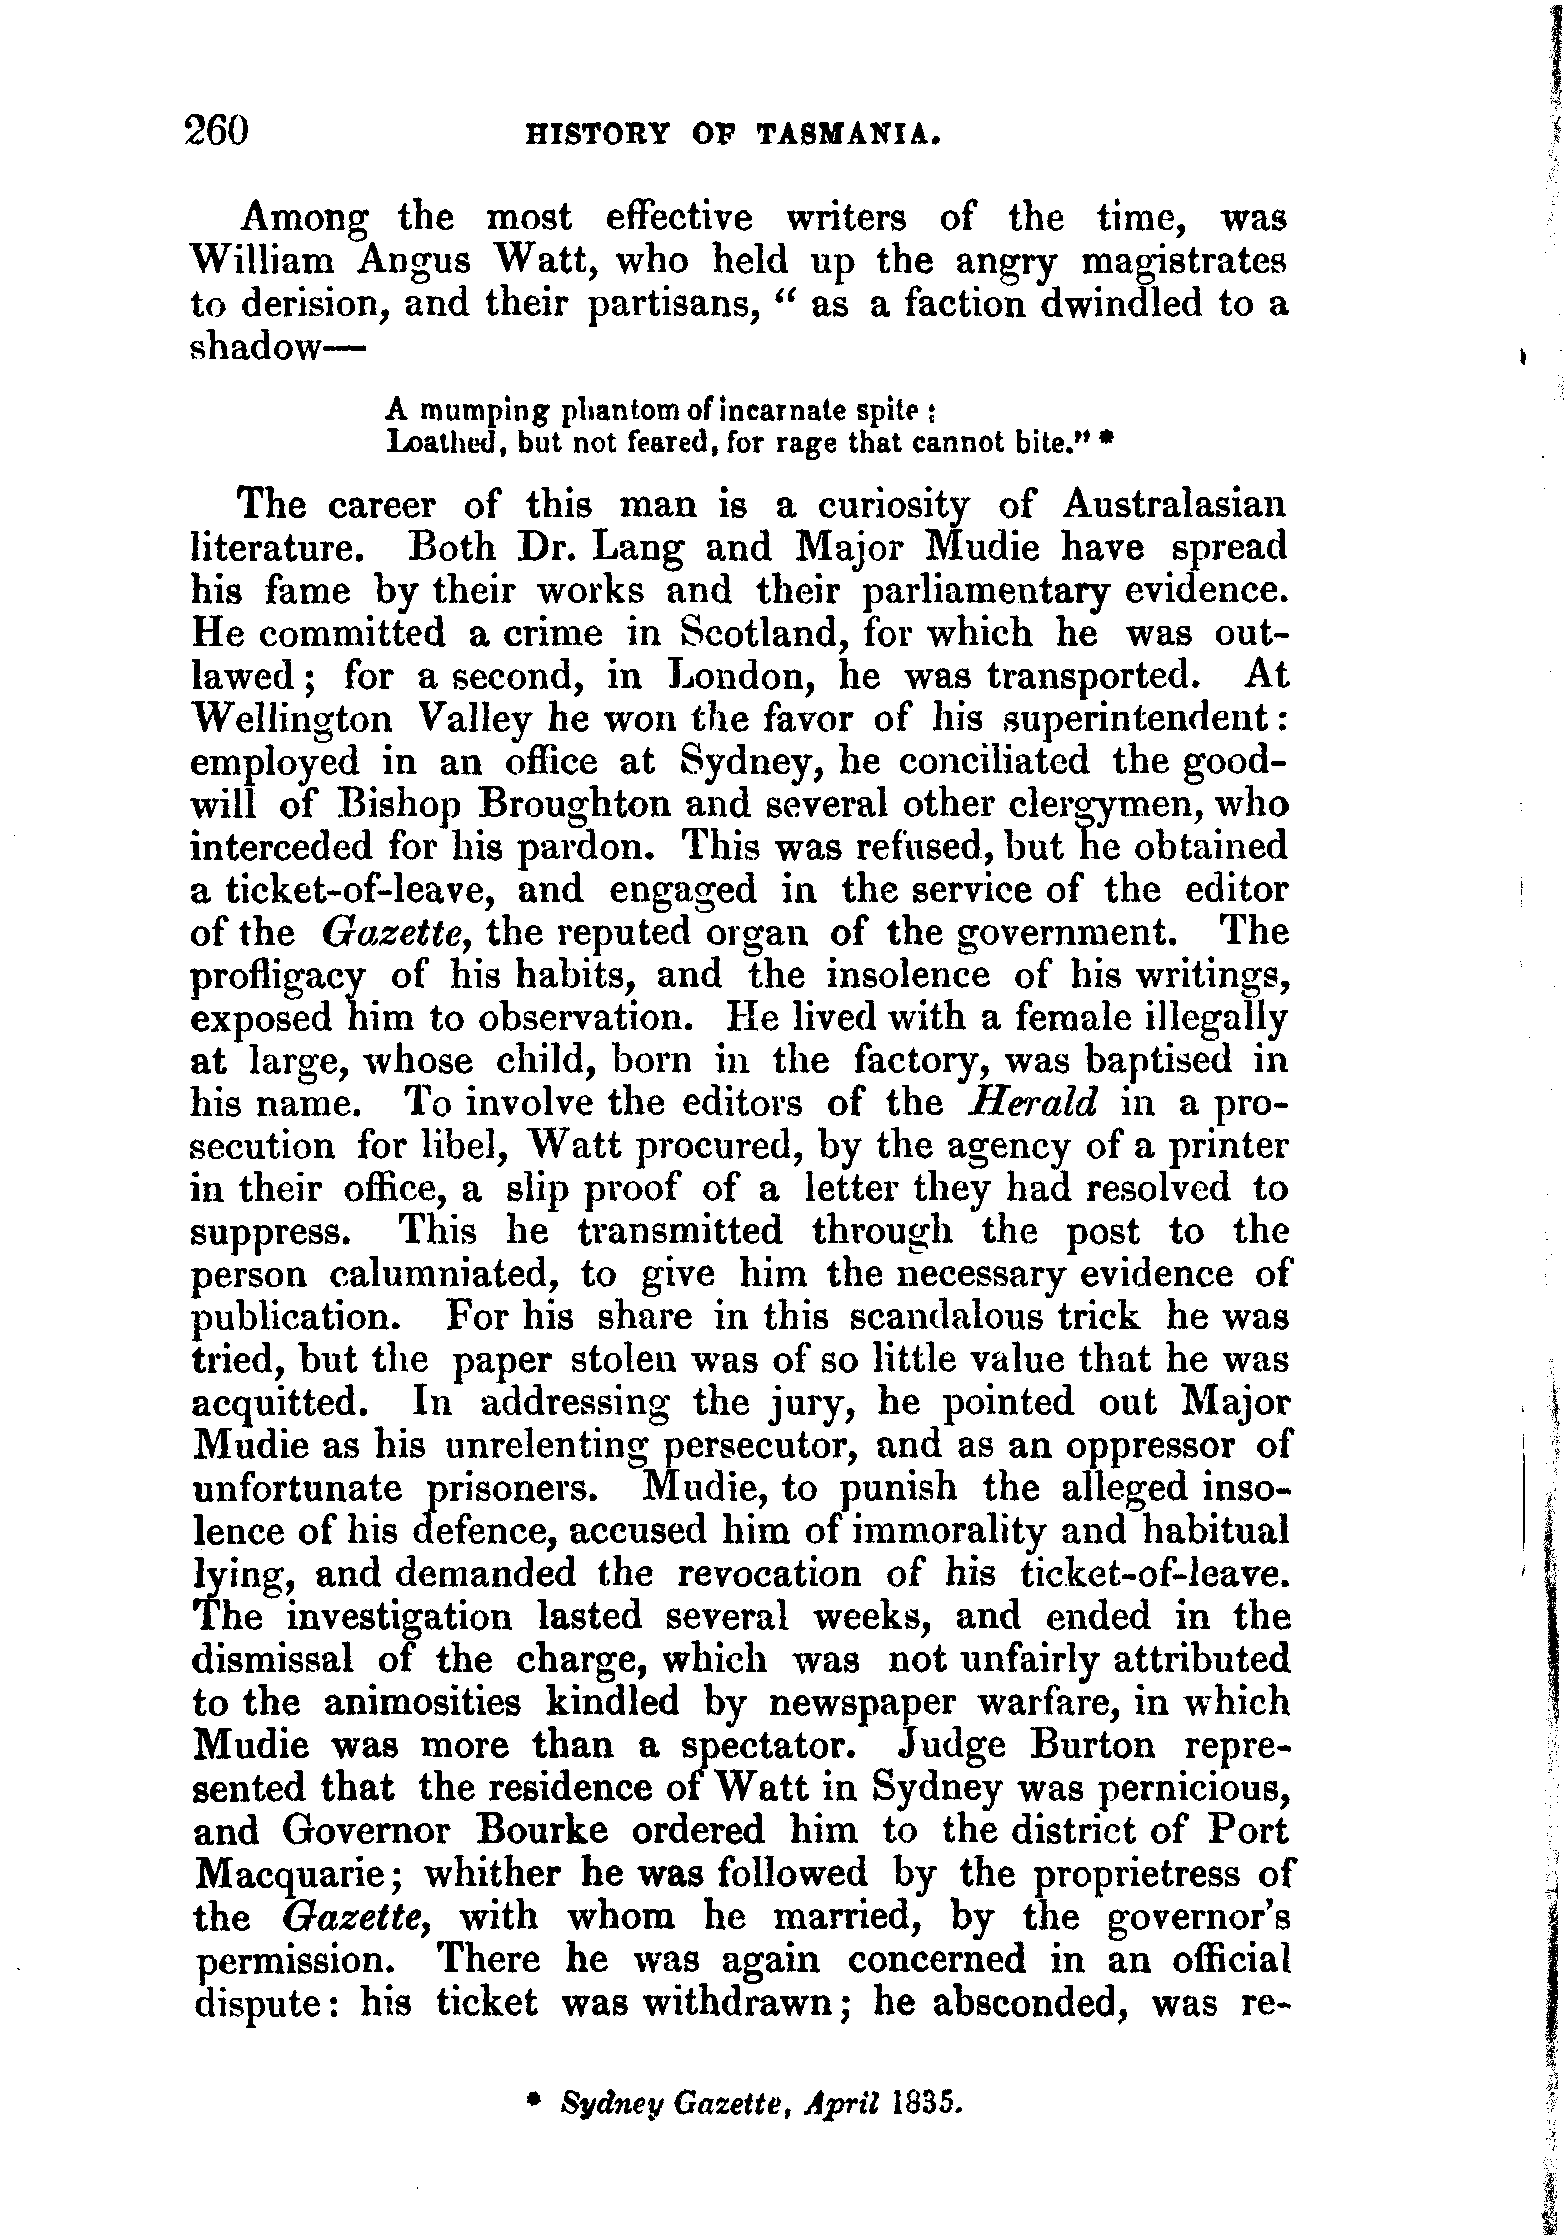 260 HISTORY OF TASMANIA.
Among the most effective writers of the time, was
William Angus Watt, who held up the angry magistrates
to derision, and their partisans, “ as a faction dwindled to a
shadow—
A mumping phantom of incarnate spite :
Loathed, but not feared, for rage that cannot bite.” *
The career of this man is a curiosity of Australasian
literature. Both Dr. Lang and Major Mudie have spread
his fame by their works and their parliamentary evidence.
He committed a crime in Scotland, for which he was out-
lawed ; for a second, in London, he was transported. At
Wellington Valley he won the favor of his superintendent :
employed in an office at Sydney, he conciliated the good-
will of Bishop Broughton and several other clergymen, who
interceded for his pardon. This was refused, but he obtained
a ticket-of-leave, and engaged in the service of the editor
of the Gazette, the reputed organ of the government. The
profligacy of his habits, and the insolence of his writings,
exposed him to observation. He lived with a female illegally
at large, whose child, born in the factory, was baptised in
his name. To involve the editors of the Herald in a pro-
secution for libel, Watt procured, by the agency of a printer
in their office, a slip proof of a letter they had resolved to
suppress. This he transmitted through the post to the
person calumniated, to give him the necessary evidence of
publication. For his share in this scandalous trick he was
tried, but the paper stolen was of so little value that he was
acquitted. In addressing the jury, he pointed out Major
Mudie as his unrelenting persecutor, and as an oppressor of
unfortunate prisoners. Mudie, to punish the alleged inso-
lence of his defence, accused him of immorality and habitual
lying, and demanded the revocation of his ticket-of-leave.
The investigation lasted several weeks, and ended in the
dismissal of the charge, which was not unfairly attributed
to the animosities kindled by newspaper warfare, in which
Mudie was more than a spectator. Judge Burton repre-
sented that the residence of Watt in Sydney was pernicious,
and Governor Bourke ordered him to the district of Port
Macquarie ; whither he was followed by the proprietress of
the Gazette, with whom he married, by the governor's
permission. There he was again concerned in an official
dispute : his ticket was withdrawn ; he absconded, was re-
* Sydney Gazette, April 1835.